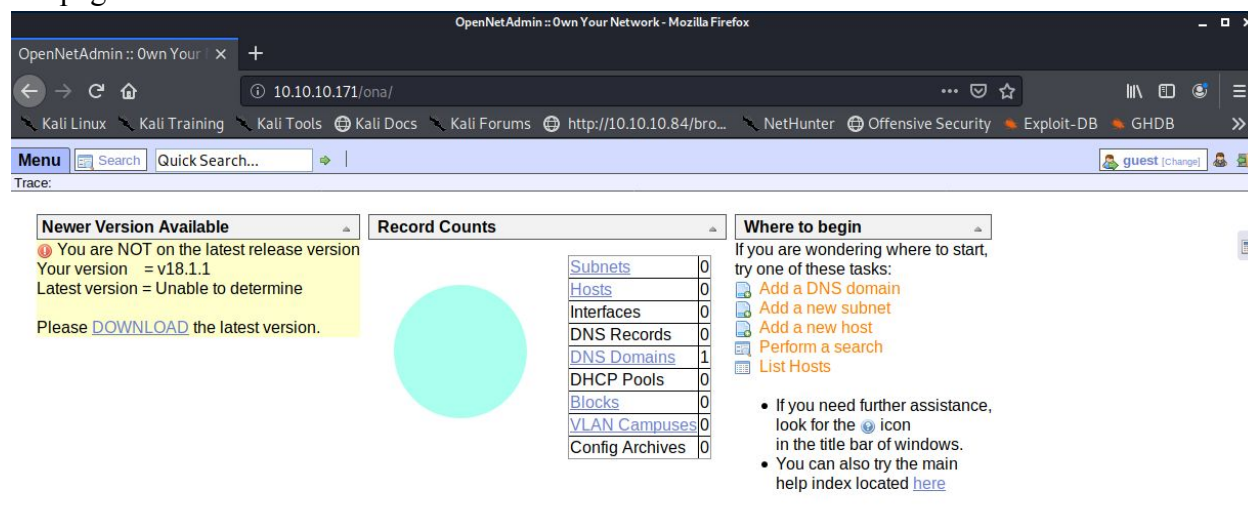 OpenNetAdmin :: 0wn Your Network - Mozilla Firefox
OpenNetAdmin :: 0wn Your
10.10.10.171/ona/
Kali Linux Kali Training Kali Tools Kali Docs Kali Forums http://10.10.10.84/bro... NetHunter Offensive Security Exploit-DB GHDB
Menu Search Quick Search... guest [Change]
Trace:
Newer Version Available
You are NOT on the latest release version
Your version = v18.1.1
Latest version = Unable to determine
Please DOWNLOAD the latest version.
Record Counts
Subnets 0
Hosts 0
Interfaces 0
DNS Records 0
DNS Domains 1
DHCP Pools 0
Blocks 0
VLAN Campuses 0
Config Archives 0
Where to begin
If you are wondering where to start,
try one of these tasks:
Add a DNS domain
Add a new subnet
Add a new host
Perform a search
List Hosts
• If you need further assistance,
look for the icon
in the title bar of windows.
• You can also try the main
help index located here